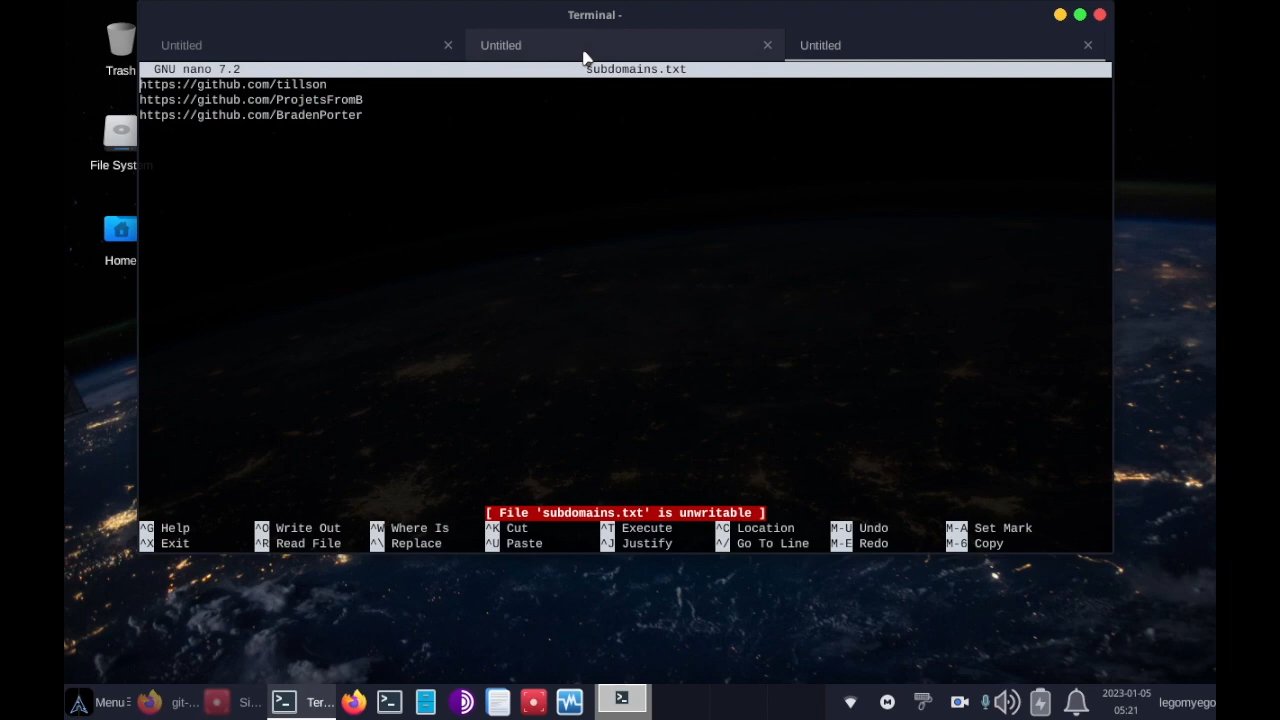 Terminal -
Untitled
Untitled
Untitled
GNU nano 7.2 subdomains.txt
https://github.com/tillson
https://github.com/ProjetsFromB
https://github.com/BradenPorter
Trash
File System
Home
[ File 'subdomains.txt' is unwritable ]
^G Help ^O Write Out ^W Where Is ^K Cut ^T Execute ^C Location M-U Undo M-A Set Mark
^X Exit ^R Read File ^\ Replace ^U Paste ^J Justify ^/ Go To Line M-E Redo M-6 Copy
Menu git-... Si... Ter... 2023-01-05 legomyego
05:21